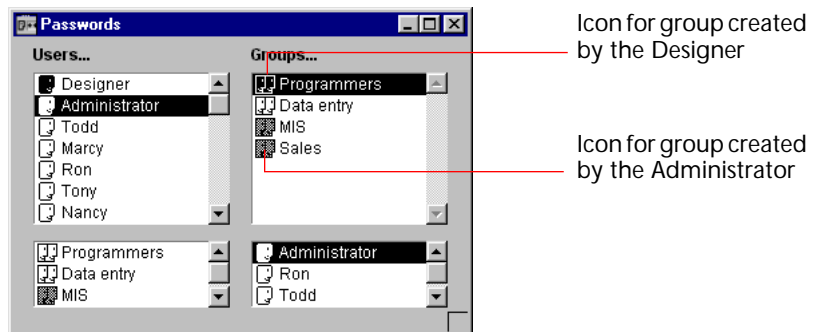 Passwords
Users...
Groups...
Designer
Administrator
Todd
Marcy
Ron
Tony
Nancy
Programmers
Data entry
MIS
Sales
Programmers
Data entry
MIS
Administrator
Ron
Todd
Icon for group created
by the Designer
Icon for group created
by the Administrator